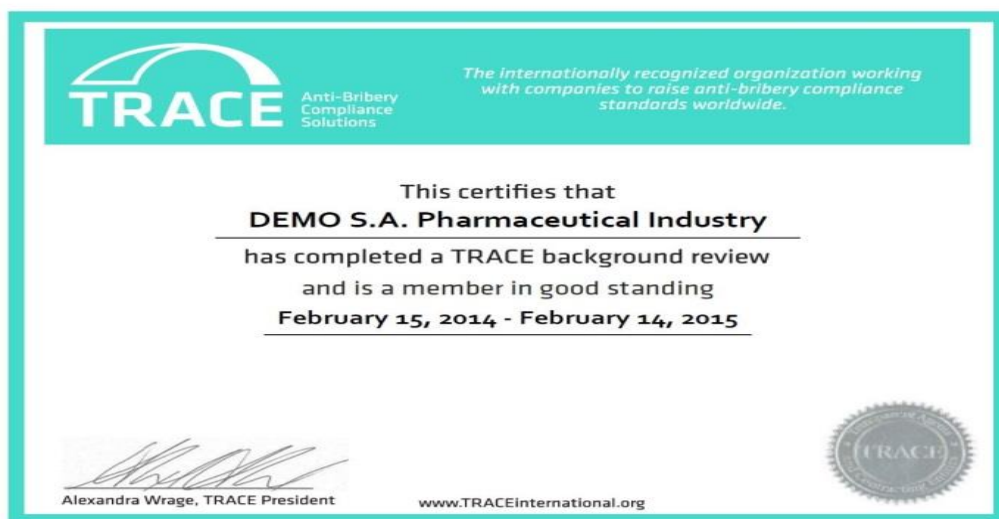 TRACE
Anti-Bribery
Compliance
Solutions
The internationally recognized organization working
with companies to raise anti-bribery compliance
standards worldwide.
This certifies that
DEMO S.A. Pharmaceutical Industry
has completed a TRACE background review
and is a member in good standing
February 15, 2014 - February 14, 2015
Alexandra Wrage, TRACE President
www.TRACEinternational.org
TRACE